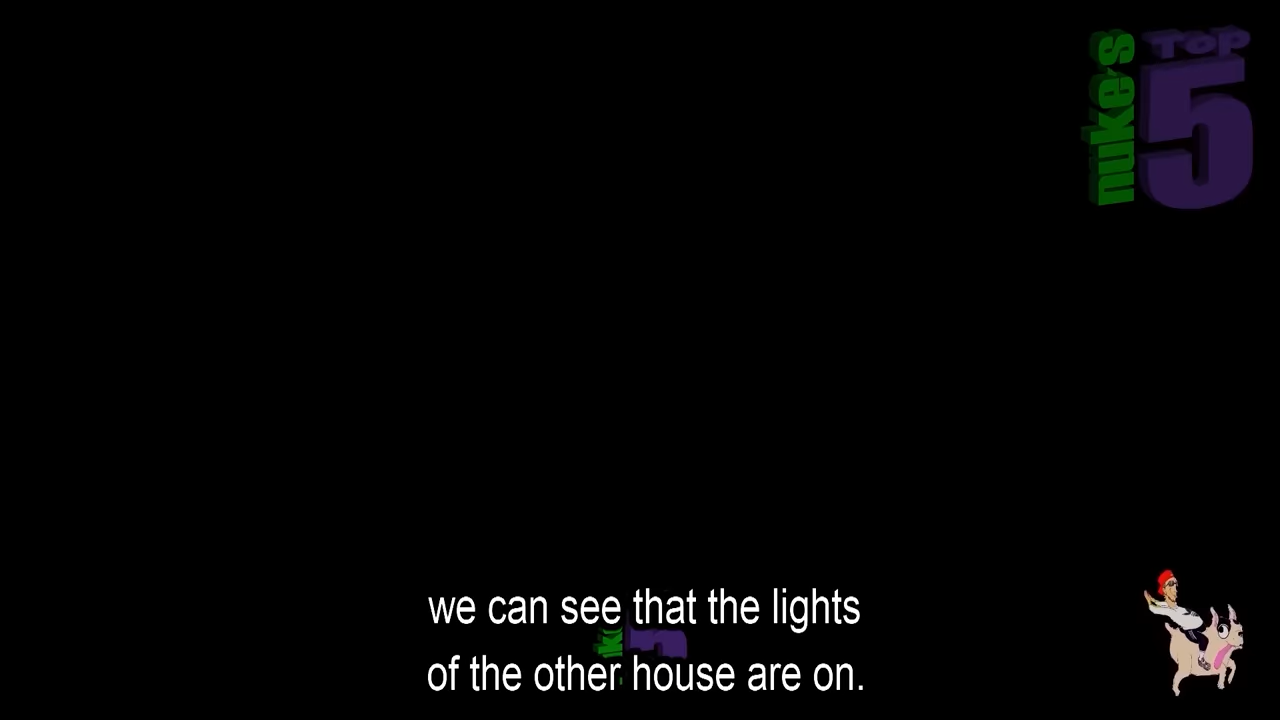 nuke's
Top
5
we can see that the lights
of the other house are on.